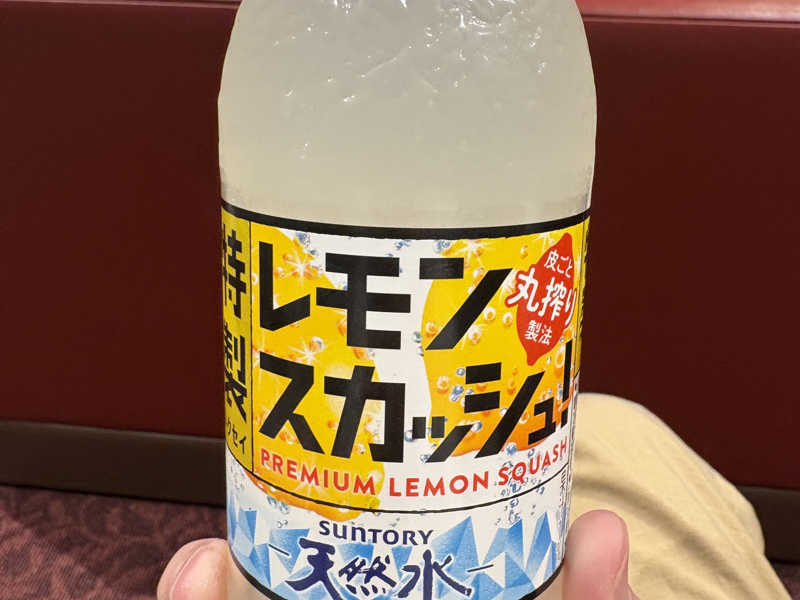 特製
クセイ
レモン
スカッシュ!
皮ごと
丸搾り
製法
PREMIUM LEMON SQUASH
SUNTORY
天然水